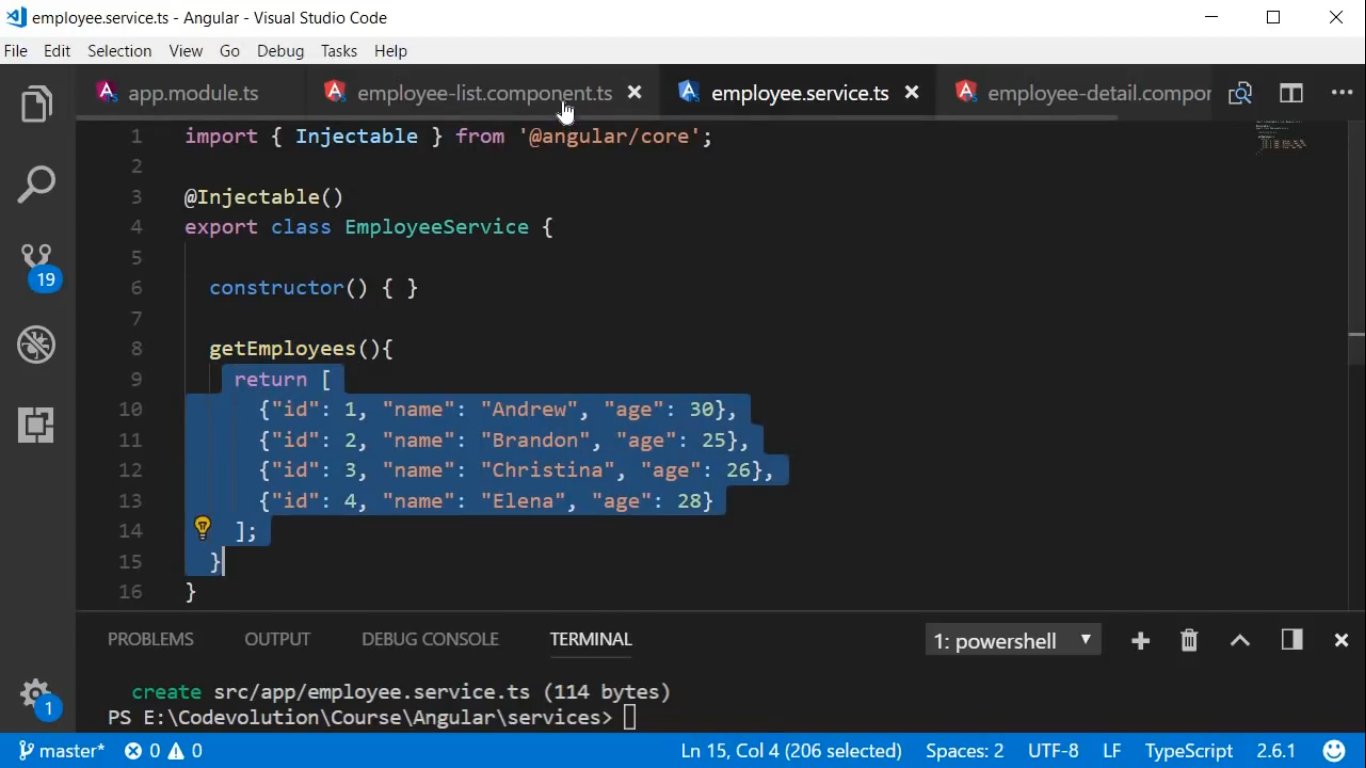 employee.service.ts - Angular - Visual Studio Code
File Edit Selection View Go Debug Tasks Help
app.module.ts employee-list.component.ts employee.service.ts employee-detail.compor
1 import { Injectable } from '@angular/core';
2
3 @Injectable()
4 export class EmployeeService {
5
6 constructor() { }
7
8 getEmployees(){
9 return [
10 {"id": 1, "name": "Andrew", "age": 30},
11 {"id": 2, "name": "Brandon", "age": 25},
12 {"id": 3, "name": "Christina", "age": 26},
13 {"id": 4, "name": "Elena", "age": 28}
14 ];
15 }
16 }
19
PROBLEMS OUTPUT DEBUG CONSOLE TERMINAL 1: powershell
create src/app/employee.service.ts (114 bytes)
PS E:\Codevolution\Course\Angular\services>
1
master* 0 0 Ln 15, Col 4 (206 selected) Spaces: 2 UTF-8 LF TypeScript 2.6.1